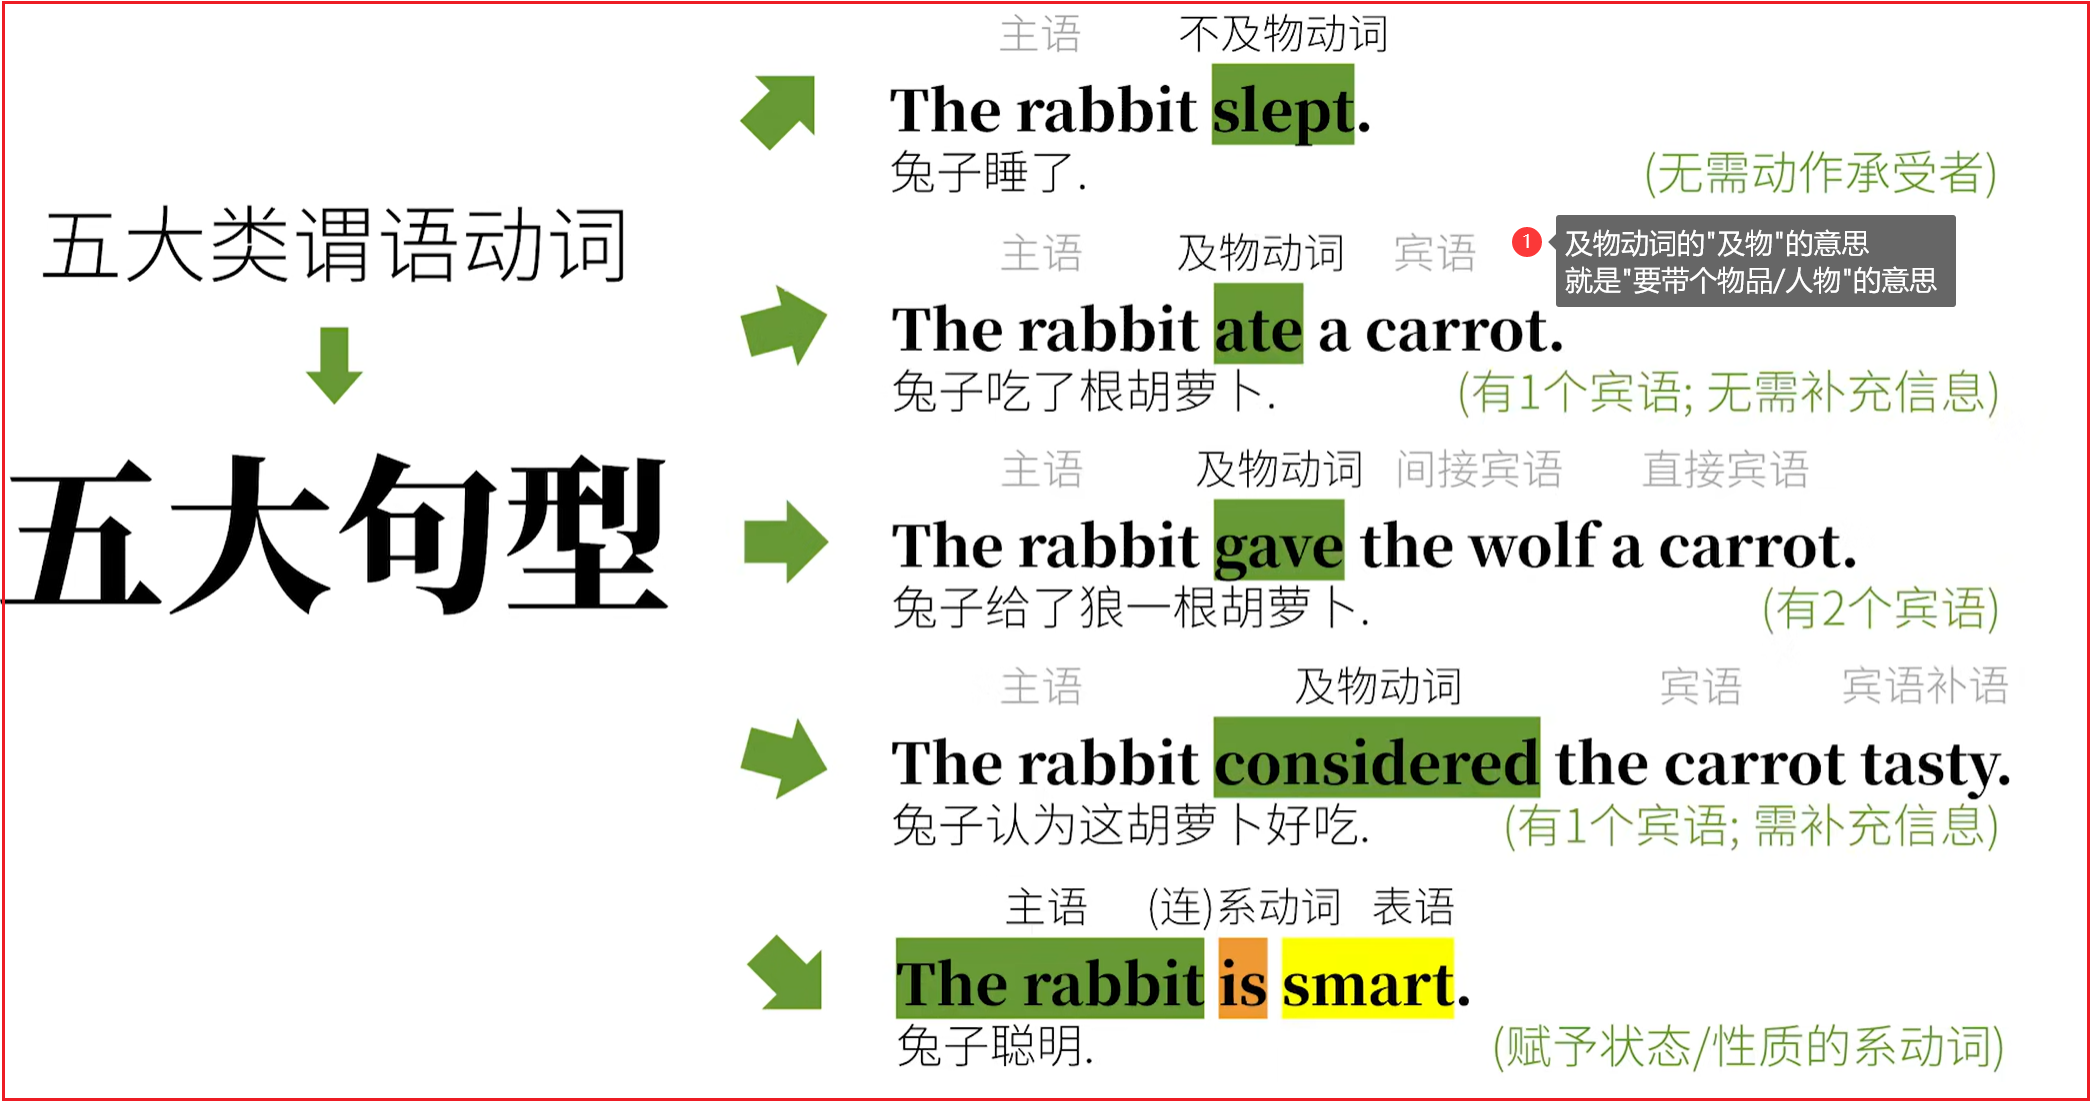 五大类谓语动词
五大句型
主语 不及物动词
The rabbit slept.
兔子睡了.
(无需动作承受者)
主语 及物动词 宾语
1 及物动词的"及物"的意思
就是"要带个物品/人物"的意思
The rabbit ate a carrot.
兔子吃了根胡萝卜.
(有1个宾语; 无需补充信息)
主语 及物动词 间接宾语 直接宾语
The rabbit gave the wolf a carrot.
兔子给了狼一根胡萝卜.
(有2个宾语)
主语 及物动词 宾语 宾语补语
The rabbit considered the carrot tasty.
兔子认为这胡萝卜好吃.
(有1个宾语; 需补充信息)
主语 (连)系动词 表语
The rabbit is smart.
兔子聪明.
(赋予状态/性质的系动词)